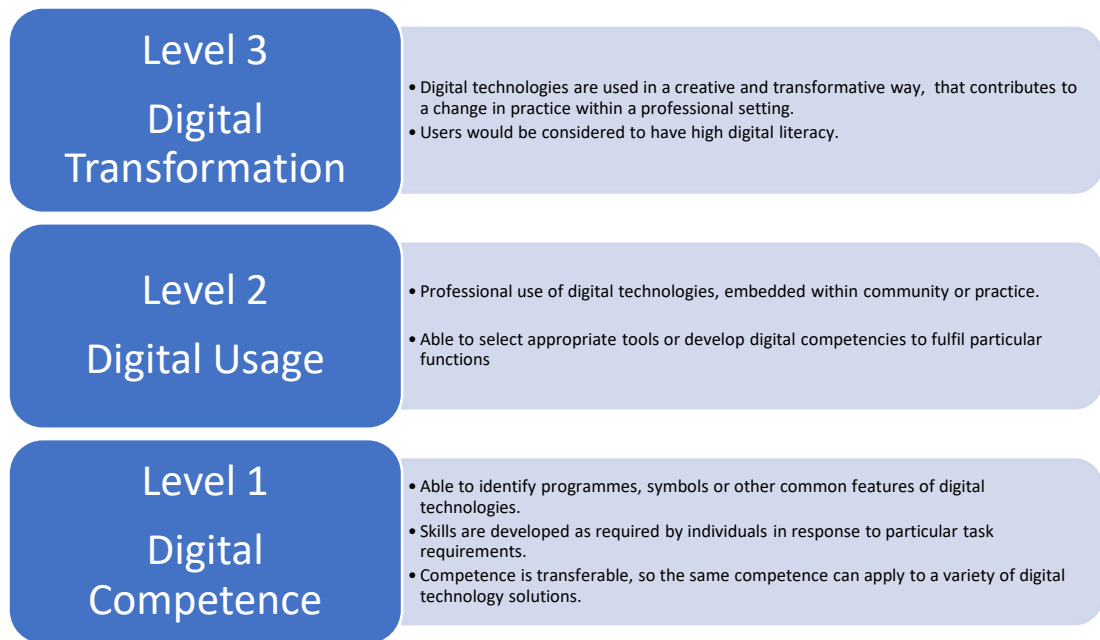 Level 3
Digital
Transformation
• Digital technologies are used in a creative and transformative way,  that contributes to
a change in practice within a professional setting.
• Users would be considered to have high digital literacy.
Level 2
Digital Usage
• Professional use of digital technologies, embedded within community or practice.
• Able to select appropriate tools or develop digital competencies to fulfil particular
functions
Level 1
Digital
Competence
• Able to identify programmes, symbols or other common features of digital
technologies.
• Skills are developed as required by individuals in response to particular task
requirements.
• Competence is transferable, so the same competence can apply to a variety of digital
technology solutions.